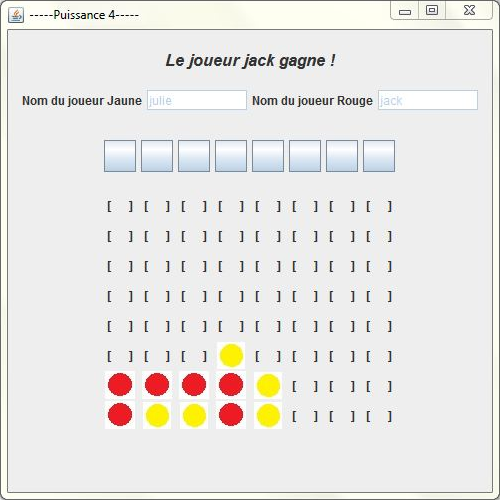 -----Puissance 4-----
Le joueur jack gagne !
Nom du joueur Jaune julie Nom du joueur Rouge jack
[ ] [ ] [ ] [ ] [ ] [ ] [ ] [ ]
[ ] [ ] [ ] [ ] [ ] [ ] [ ] [ ]
[ ] [ ] [ ] [ ] [ ] [ ] [ ] [ ]
[ ] [ ] [ ] [ ] [ ] [ ] [ ] [ ]
[ ] [ ] [ ] [ ] [ ] [ ] [ ] [ ]
[ ] [ ] [ ] [ ] [ ] [ ] [ ]
[ ] [ ] [ ]
[ ] [ ] [ ]